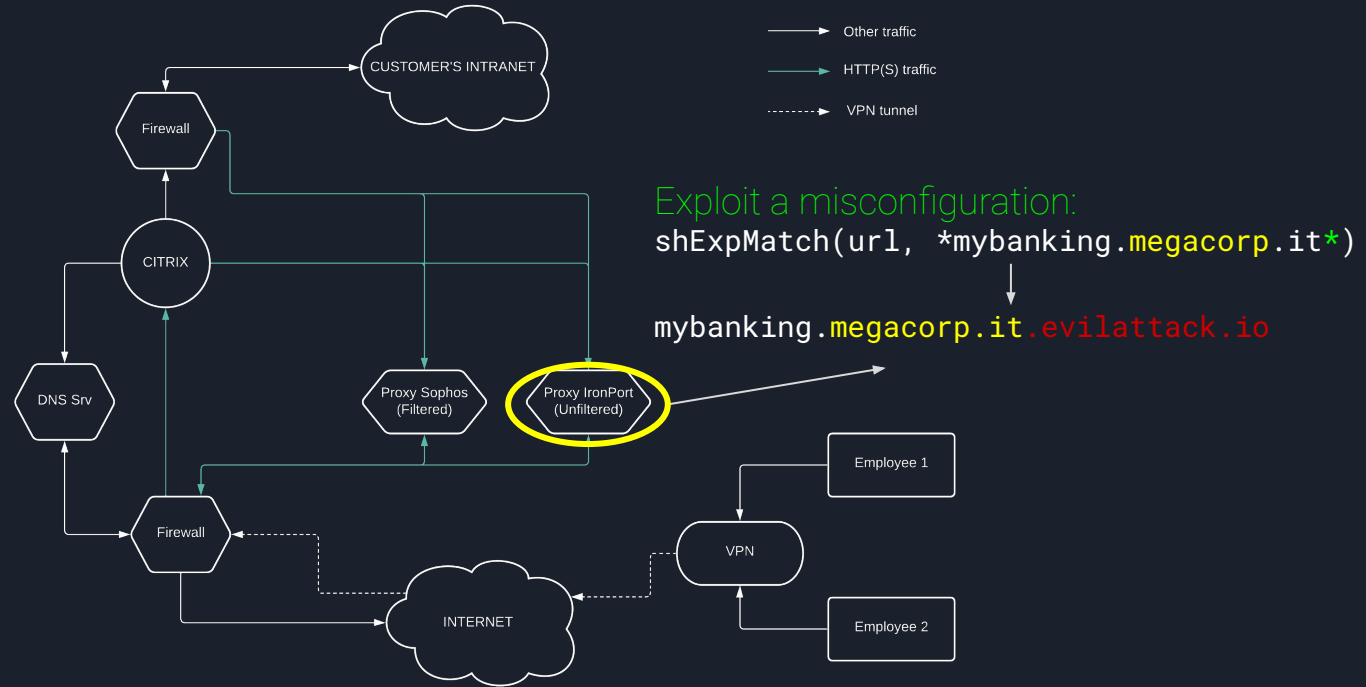 CUSTOMER'S INTRANET
Other traffic
HTTP(S) traffic
VPN tunnel
Firewall
Exploit a misconfiguration:
shExpMatch(url, *mybanking.megacorp.it*)
CITRIX
mybanking.megacorp.it.evilattack.io
DNS Srv
Proxy Sophos
(Filtered)
Proxy IronPort
(Unfiltered)
Employee 1
Firewall
VPN
INTERNET
Employee 2